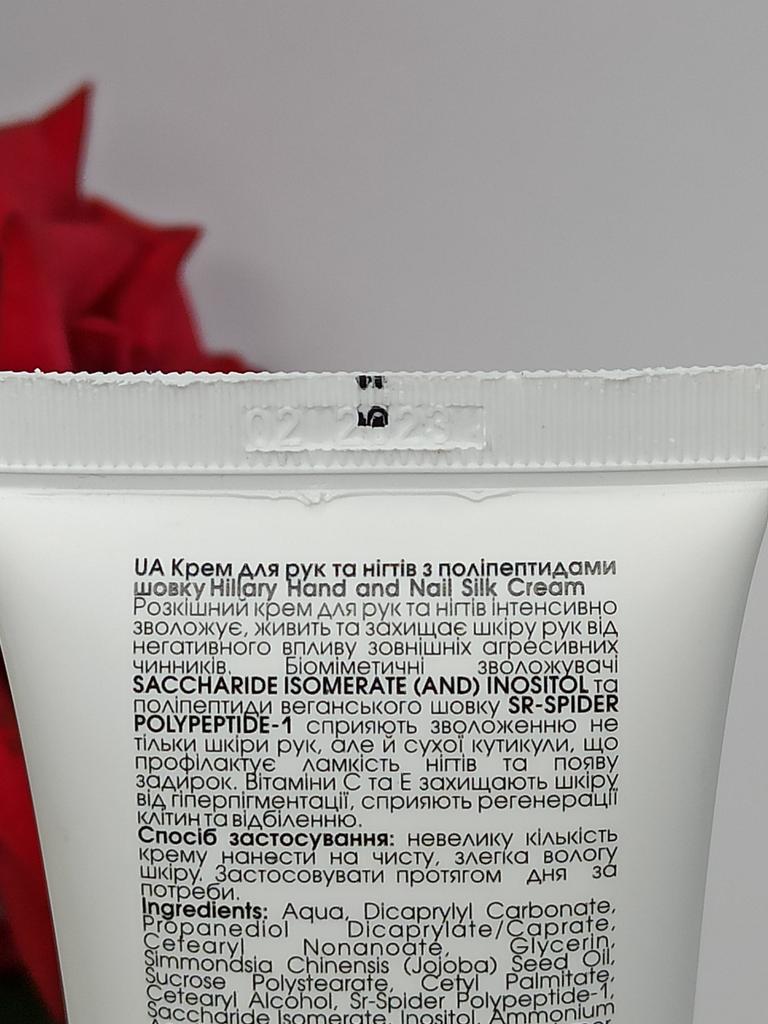 02 2023
UA Крем для рук та нігтів з поліпептидами
шовку Hillary Hand and Nail Silk Cream
Розкішний крем для рук та нігтів інтенсивно
зволожує, живить та захищає шкіру рук від
негативного впливу зовнішніх агресивних
чинників. Біоміметичні зволожувачі
SACCHARIDE ISOMERATE (AND) INOSITOL та
поліпептиди веганського шовку SR-SPIDER
POLYPEPTIDE-1 сприяють зволоженню не
тільки шкіри рук, але й сухої кутикули, що
профілактує ламкість нігтів та появу
задирок. Вітаміни С та Е захищають шкіру
від гіперпігментації, сприяють регенерації
клітин та відбіленню.
Спосіб застосування: невелику кількість
крему нанести на чисту, злегка вологу
шкіру. Застосовувати протягом дня за
потреби.
Ingredients: Aqua, Dicaprylyl Carbonate,
Propanediol Dicaprylate/Caprate,
Cetearyl Nonanoate, Glycerin,
Simmondsia Chinensis (Jojoba) Seed Oil,
Sucrose Polystearate, Cetyl Palmitate,
Cetearyl Alcohol, Sr-Spider Polypeptide-1,
Saccharide Isomerate, Inositol, Ammonium